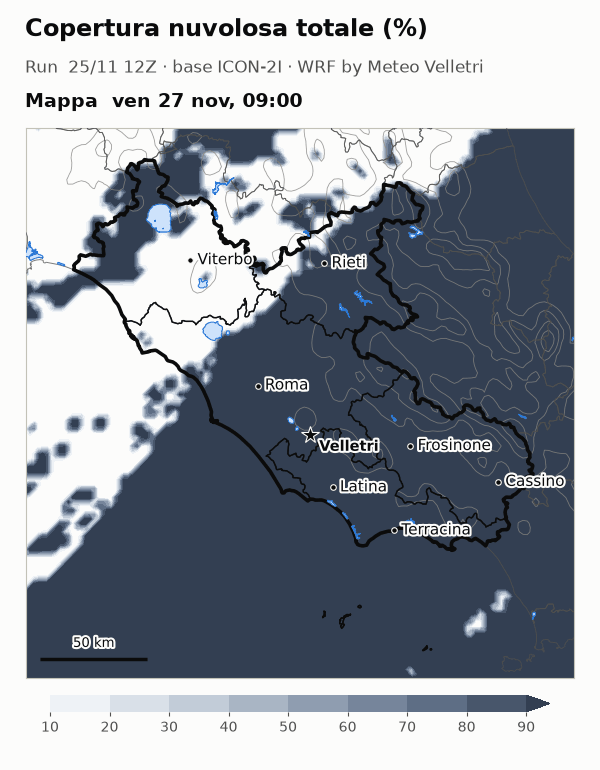 Copertura nuvolosa totale (%)
Run 25/11 12Z · base ICON-2I · WRF by Meteo Velletri
Mappa ven 27 nov, 09:00
Viterbo
Rieti
Roma
Velletri
Frosinone
Cassino
Latina
Terracina
50 km
10 20 30 40 50 60 70 80 90